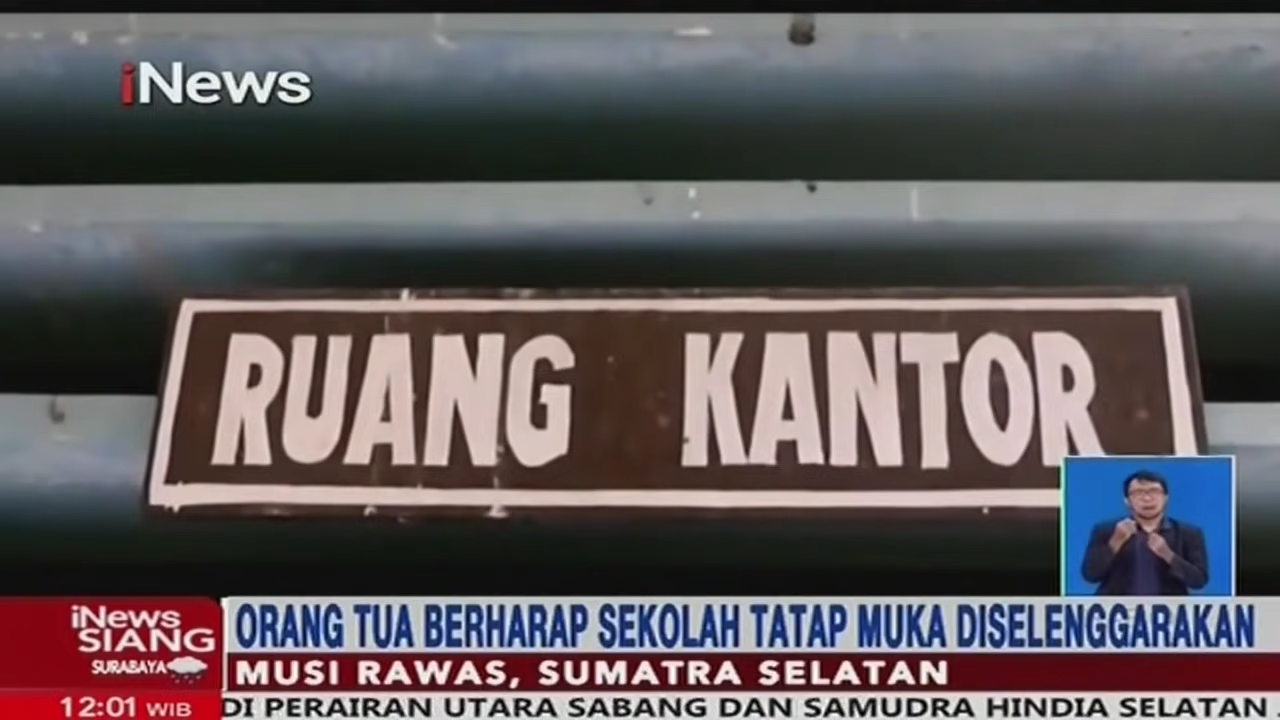 iNews
RUANG KANTOR
iNews
SIANG
SURABAYA
ORANG TUA BERHARAP SEKOLAH TATAP MUKA DISELENGGARAKAN
MUSI RAWAS, SUMATRA SELATAN
12:01 WIB
DI PERAIRAN UTARA SABANG DAN SAMUDRA HINDIA SELATAN